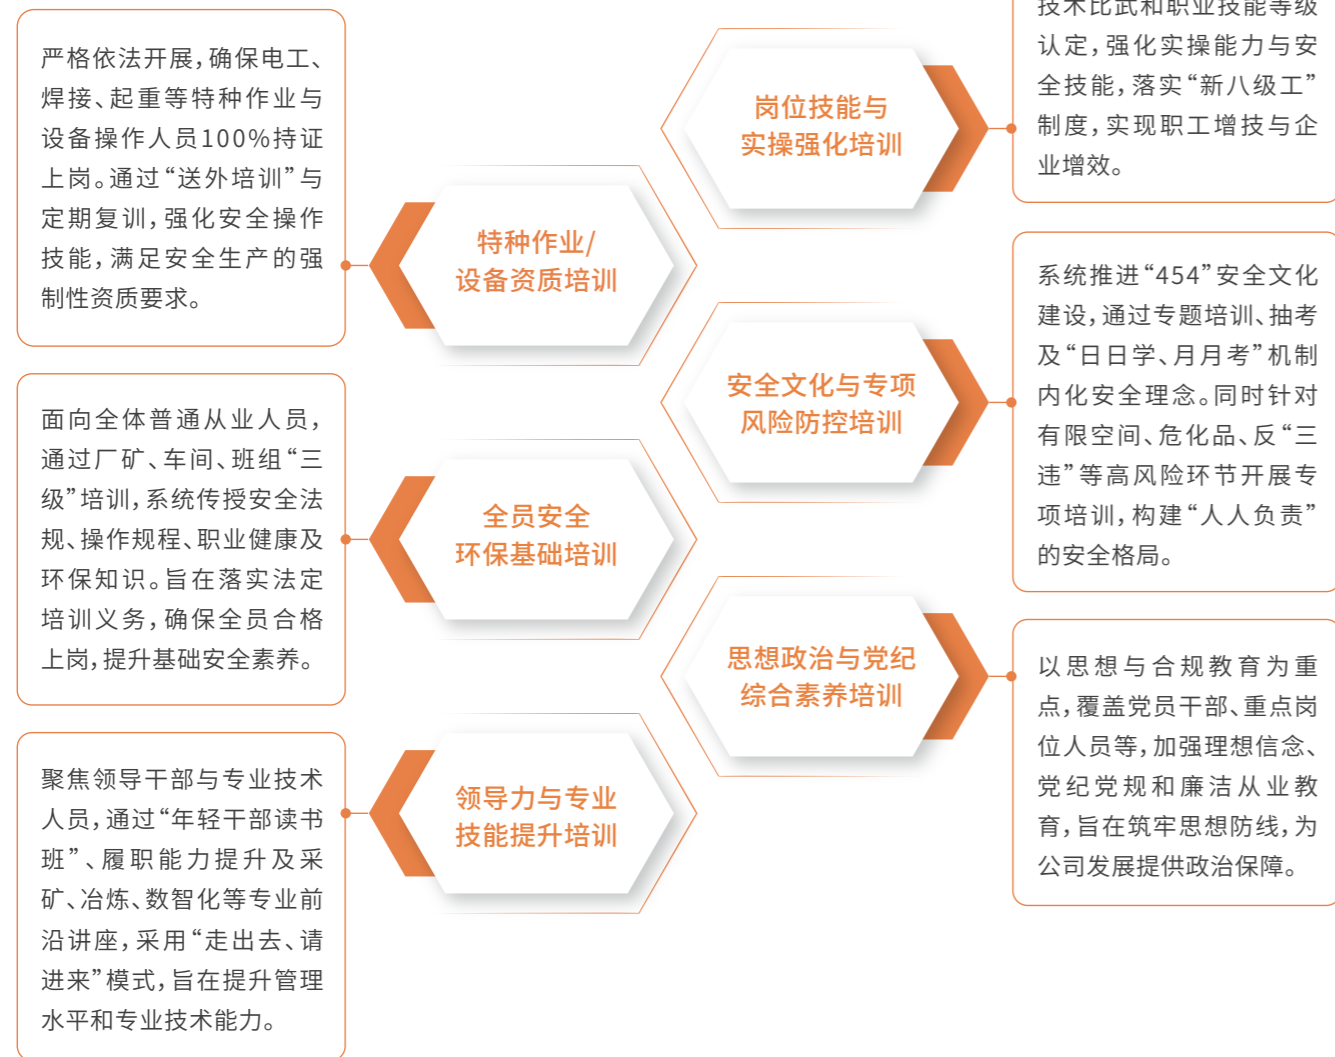 严格依法开展,确保电工、
焊接、起重等特种作业与
设备操作人员100%持证
上岗。通过“送外培训”与
定期复训,强化安全操作
技能,满足安全生产的强
制性资质要求。
特种作业/
设备资质培训
面向全体普通从业人员,
通过厂矿、车间、班组“三
级”培训,系统传授安全法
规、操作规程、职业健康及
环保知识。旨在落实法定
培训义务,确保全员合格
上岗,提升基础安全素养。
全员安全
环保基础培训
聚焦领导干部与专业技术
人员,通过“年轻干部读书
班”、履职能力提升及采
矿、冶炼、数智化等专业前
沿讲座,采用“走出去、请
进来”模式,旨在提升管理
水平和专业技术能力。
领导力与专业
技能提升培训
岗位技能与
实操强化培训
技术比武和职业技能等级
认定,强化实操能力与安
全技能,落实“新八级工”
制度,实现职工增技与企
业增效。
安全文化与专项
风险防控培训
系统推进“454”安全文化
建设,通过专题培训、抽考
及“日日学、月月考”机制
内化安全理念。同时针对
有限空间、危化品、反“三
违”等高风险环节开展专
项培训,构建“人人负责”
的安全格局。
思想政治与党纪
综合素养培训
以思想与合规教育为重
点,覆盖党员干部、重点岗
位人员等,加强理想信念、
党纪党规和廉洁从业教
育,旨在筑牢思想防线,为
公司发展提供政治保障。